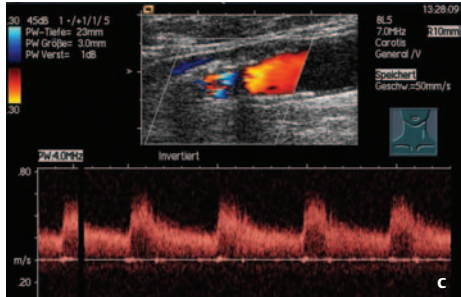 13:28:09
.30 45dB 1 · /+1/1/ 5
PW-Tiefe= 23mm
PW Größe= 3.0mm
PW Verst= 1dB
.30
8L5
7.0MHz R10mm
Carotis
General /V
Speichert
Geschw.=50mm/s
V
PW:4.0MHz
Invertiert
.80
m/s
.20
C